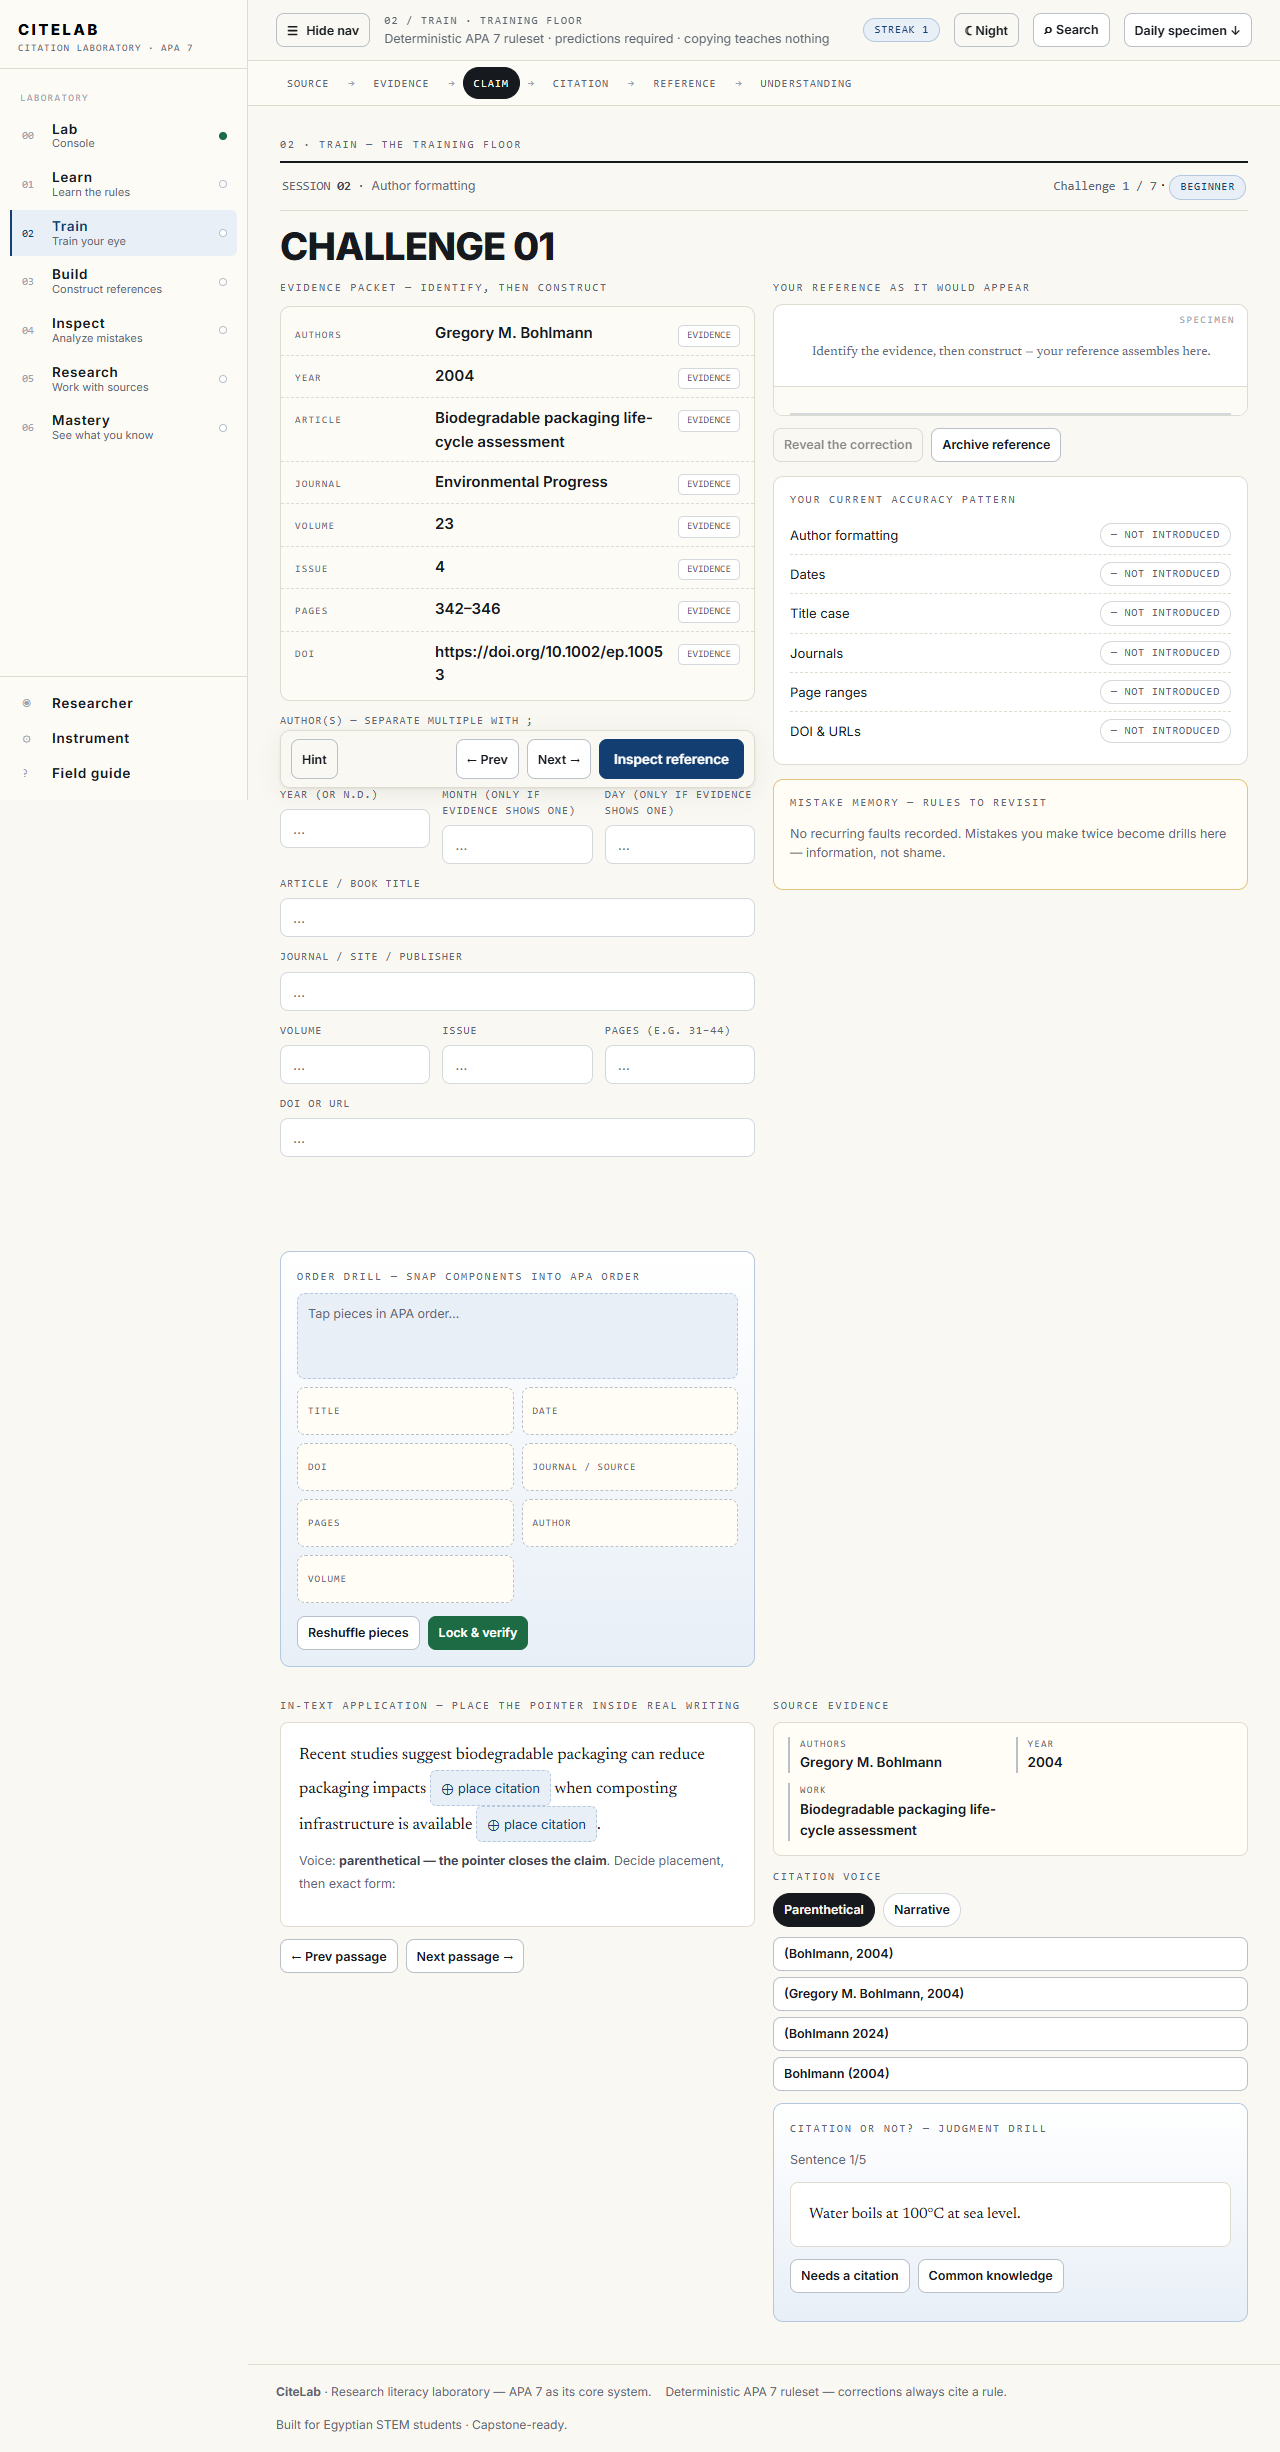 CITELAB
CITATION LABORATORY · APA 7
LABORATORY
00 Lab
Console
01 Learn
Learn the rules
02 Train
Train your eye
03 Build
Construct references
04 Inspect
Analyze mistakes
05 Research
Work with sources
06 Mastery
See what you know
Researcher
Instrument
? Field guide
☰ Hide nav
02 / TRAIN · TRAINING FLOOR
Deterministic APA 7 ruleset · predictions required · copying teaches nothing
STREAK 1
☾ Night
⌕ Search
Daily specimen ↓
SOURCE → EVIDENCE → CLAIM → CITATION → REFERENCE → UNDERSTANDING
02 · TRAIN — THE TRAINING FLOOR
SESSION 02 · Author formatting
Challenge 1 / 7 · BEGINNER
CHALLENGE 01
EVIDENCE PACKET — IDENTIFY, THEN CONSTRUCT
AUTHORS Gregory M. Bohlmann EVIDENCE
YEAR 2004 EVIDENCE
ARTICLE Biodegradable packaging life-
cycle assessment EVIDENCE
JOURNAL Environmental Progress EVIDENCE
VOLUME 23 EVIDENCE
ISSUE 4 EVIDENCE
PAGES 342–346 EVIDENCE
DOI https://doi.org/10.1002/ep.1005
3 EVIDENCE
AUTHOR(S) — SEPARATE MULTIPLE WITH ;
Hint ← Prev Next → Inspect reference
YEAR (OR N.D.)
...
MONTH (ONLY IF
EVIDENCE SHOWS ONE)
...
DAY (ONLY IF EVIDENCE
SHOWS ONE)
...
ARTICLE / BOOK TITLE
...
JOURNAL / SITE / PUBLISHER
...
VOLUME
...
ISSUE
...
PAGES (E.G. 31–44)
...
DOI OR URL
...
YOUR REFERENCE AS IT WOULD APPEAR
SPECIMEN
Identify the evidence, then construct — your reference assembles here.
Reveal the correction
Archive reference
YOUR CURRENT ACCURACY PATTERN
Author formatting — NOT INTRODUCED
Dates — NOT INTRODUCED
Title case — NOT INTRODUCED
Journals — NOT INTRODUCED
Page ranges — NOT INTRODUCED
DOI & URLs — NOT INTRODUCED
MISTAKE MEMORY — RULES TO REVISIT
No recurring faults recorded. Mistakes you make twice become drills here
— information, not shame.
ORDER DRILL — SNAP COMPONENTS INTO APA ORDER
Tap pieces in APA order...
TITLE
DATE
DOI
JOURNAL / SOURCE
PAGES
AUTHOR
VOLUME
Reshuffle pieces
Lock & verify
IN-TEXT APPLICATION — PLACE THE POINTER INSIDE REAL WRITING
Recent studies suggest biodegradable packaging can reduce
packaging impacts ⊕ place citation when composting
infrastructure is available ⊕ place citation.
Voice: parenthetical — the pointer closes the claim. Decide placement,
then exact form:
← Prev passage
Next passage →
SOURCE EVIDENCE
AUTHORS
Gregory M. Bohlmann
YEAR
2004
WORK
Biodegradable packaging life-
cycle assessment
CITATION VOICE
Parenthetical
Narrative
(Bohlmann, 2004)
(Gregory M. Bohlmann, 2004)
(Bohlmann 2024)
Bohlmann (2004)
CITATION OR NOT? — JUDGMENT DRILL
Sentence 1/5
Water boils at 100°C at sea level.
Needs a citation
Common knowledge
CiteLab · Research literacy laboratory — APA 7 as its core system. Deterministic APA 7 ruleset — corrections always cite a rule.
Built for Egyptian STEM students · Capstone-ready.